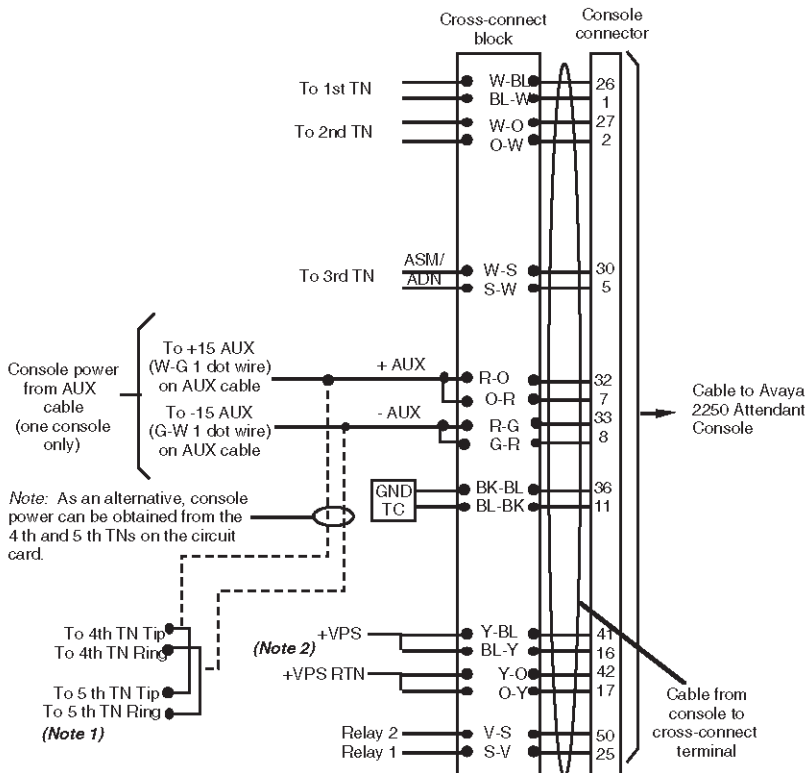 Cross-connect
block
Console
connector
To 1st TN
W-BL
26
BL-W
1
To 2nd TN
W-O
27
O-W
2
To 3rd TN
ASM/
ADN
W-S
30
S-W
5
Console power
from AUX
cable
(one console
only)
To +15 AUX
(W-G 1 dot wire)
on AUX cable
+ AUX
R-O
32
O-R
7
To -15 AUX
(G-W 1 dot wire)
on AUX cable
- AUX
R-G
33
G-R
8
Cable to Avaya
2250 Attendant
Console
Note: As an alternative, console
power can be obtained from the
4 th and 5 th TNs on the circuit
card.
GND
TC
BK-BL
36
BL-BK
11
To 4th TN Tip
To 4th TN Ring
To 5 th TN Tip
To 5 th TN Ring
(Note 1)
(Note 2)
+VPS
Y-BL
41
BL-Y
16
+VPS RTN
Y-O
42
O-Y
17
Relay 2
V-S
50
Relay 1
S-V
25
Cable from
console to
cross-connect
terminal